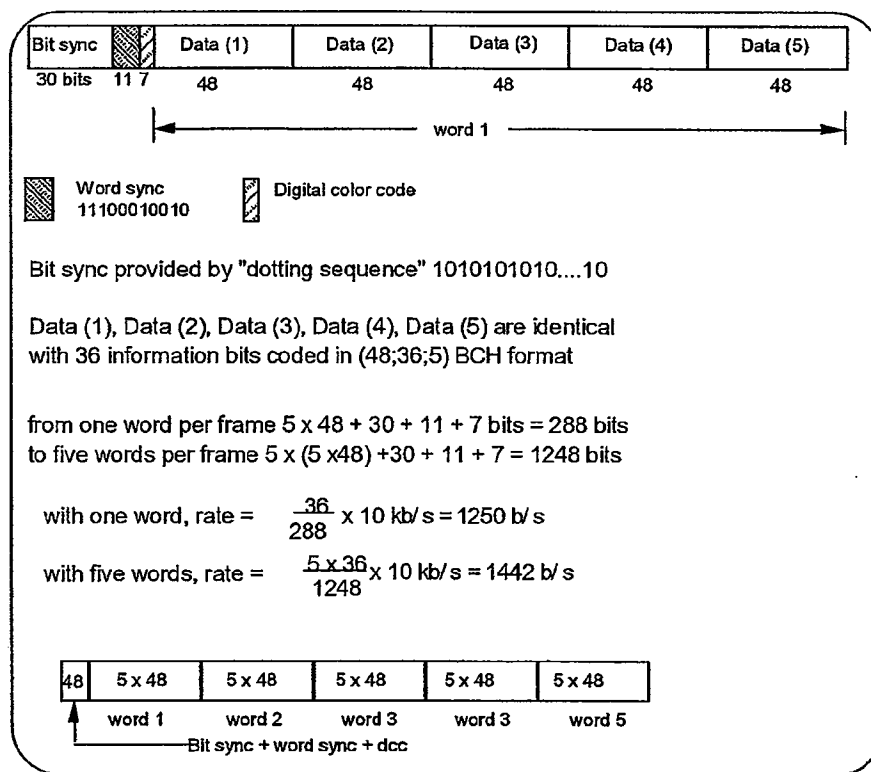 Bit sync Data (1) Data (2) Data (3) Data (4) Data (5)
30 bits 11 7 48 48 48 48 48
word 1
Word sync
11100010010
Digital color code
Bit sync provided by "dotting sequence" 1010101010....10
Data (1), Data (2), Data (3), Data (4), Data (5) are identical
with 36 information bits coded in (48;36;5) BCH format
from one word per frame 5 x 48 + 30 + 11 + 7 bits = 288 bits
to five words per frame 5 x (5 x48) +30 + 11 + 7 = 1248 bits
with one word, rate = 36/288 x 10 kb/s = 1250 b/s
with five words, rate = 5 x 36/1248 x 10 kb/s = 1442 b/s
48 5 x 48 5 x 48 5 x 48 5 x 48 5 x 48
word 1 word 2 word 3 word 3 word 5
Bit sync + word sync + dcc